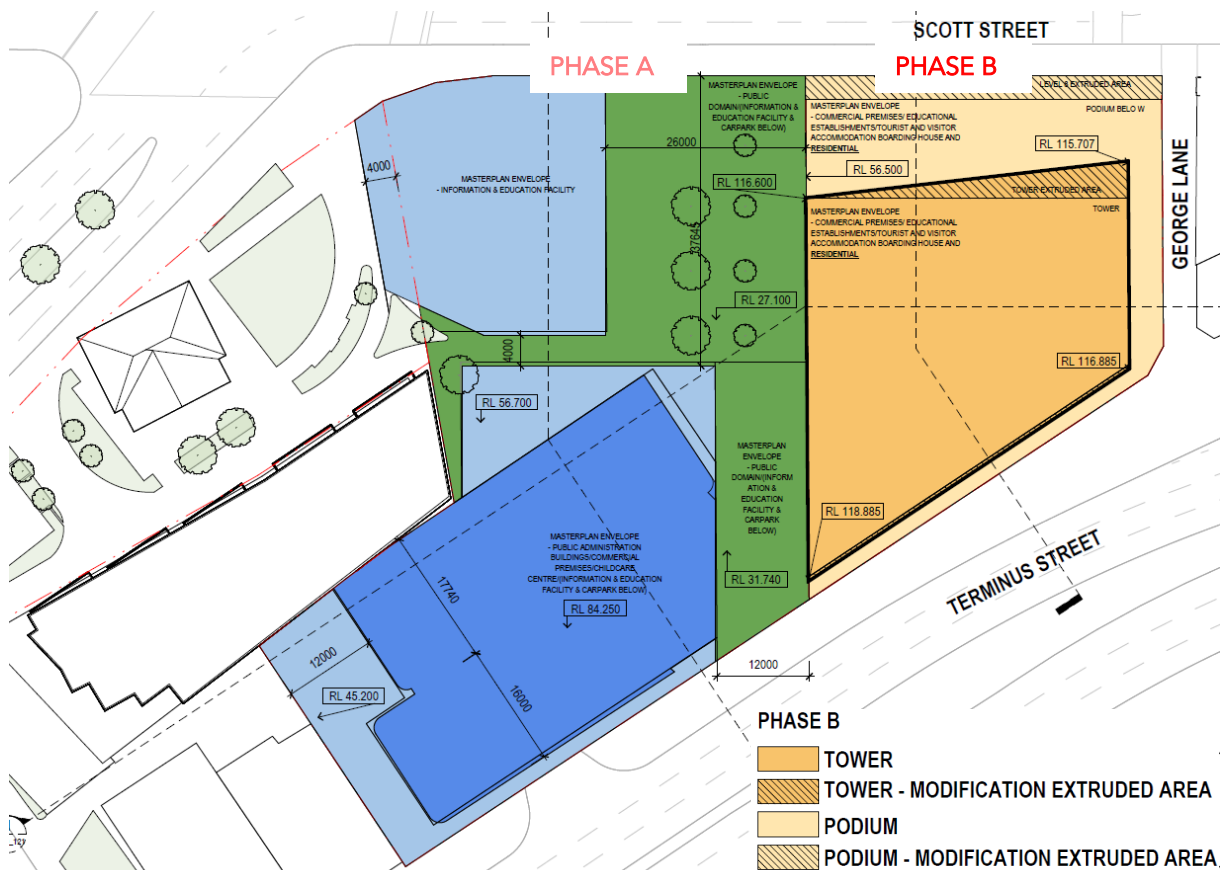 SCOTT STREET
PHASE A
PHASE B
MASTERPLAN ENVELOPE
- PUBLIC
DOMAIN/(INFORMATION &
EDUCATION FACILITY &
CARPARK BELOW)
LEVEL 6 EXTRUDED AREA
MASTERPLAN ENVELOPE
- COMMERCIAL PREMISES/ EDUCATIONAL
ESTABLISHMENTS/TOURIST AND VISITOR
ACCOMMODATION BOARDING HOUSE AND
RESIDENTIAL
PODIUM BELOW W
26000
RL 115.707
4000
MASTERPLAN ENVELOPE
- INFORMATION & EDUCATION FACILITY
RL 56.500
RL 116.600
TOWER EXTRUDED AREA
MASTERPLAN ENVELOPE
- COMMERCIAL PREMISES/ EDUCATIONAL
ESTABLISHMENTS/TOURIST AND VISITOR
ACCOMMODATION BOARDING HOUSE AND
RESIDENTIAL
TOWER
GEORGE LANE
37645
RL 27.100
4000
RL 116.885
RL 56.700
MASTERPLAN
ENVELOPE
- PUBLIC
DOMAIN/(INFORM
ATION &
EDUCATION
FACILITY &
CARPARK
BELOW)
RL 118.885
MASTERPLAN ENVELOPE
- PUBLIC ADMINISTRATION
BUILDINGS/COMMERCIAL
PREMISES/CHILDCARE
CENTRE/(INFORMATION & EDUCATION
FACILITY & CARPARK BELOW)
RL 84.250
RL 31.740
TERMINUS STREET
17740
12000
12000
RL 45.200
16000
PHASE B
TOWER
TOWER - MODIFICATION EXTRUDED AREA
PODIUM
PODIUM - MODIFICATION EXTRUDED AREA